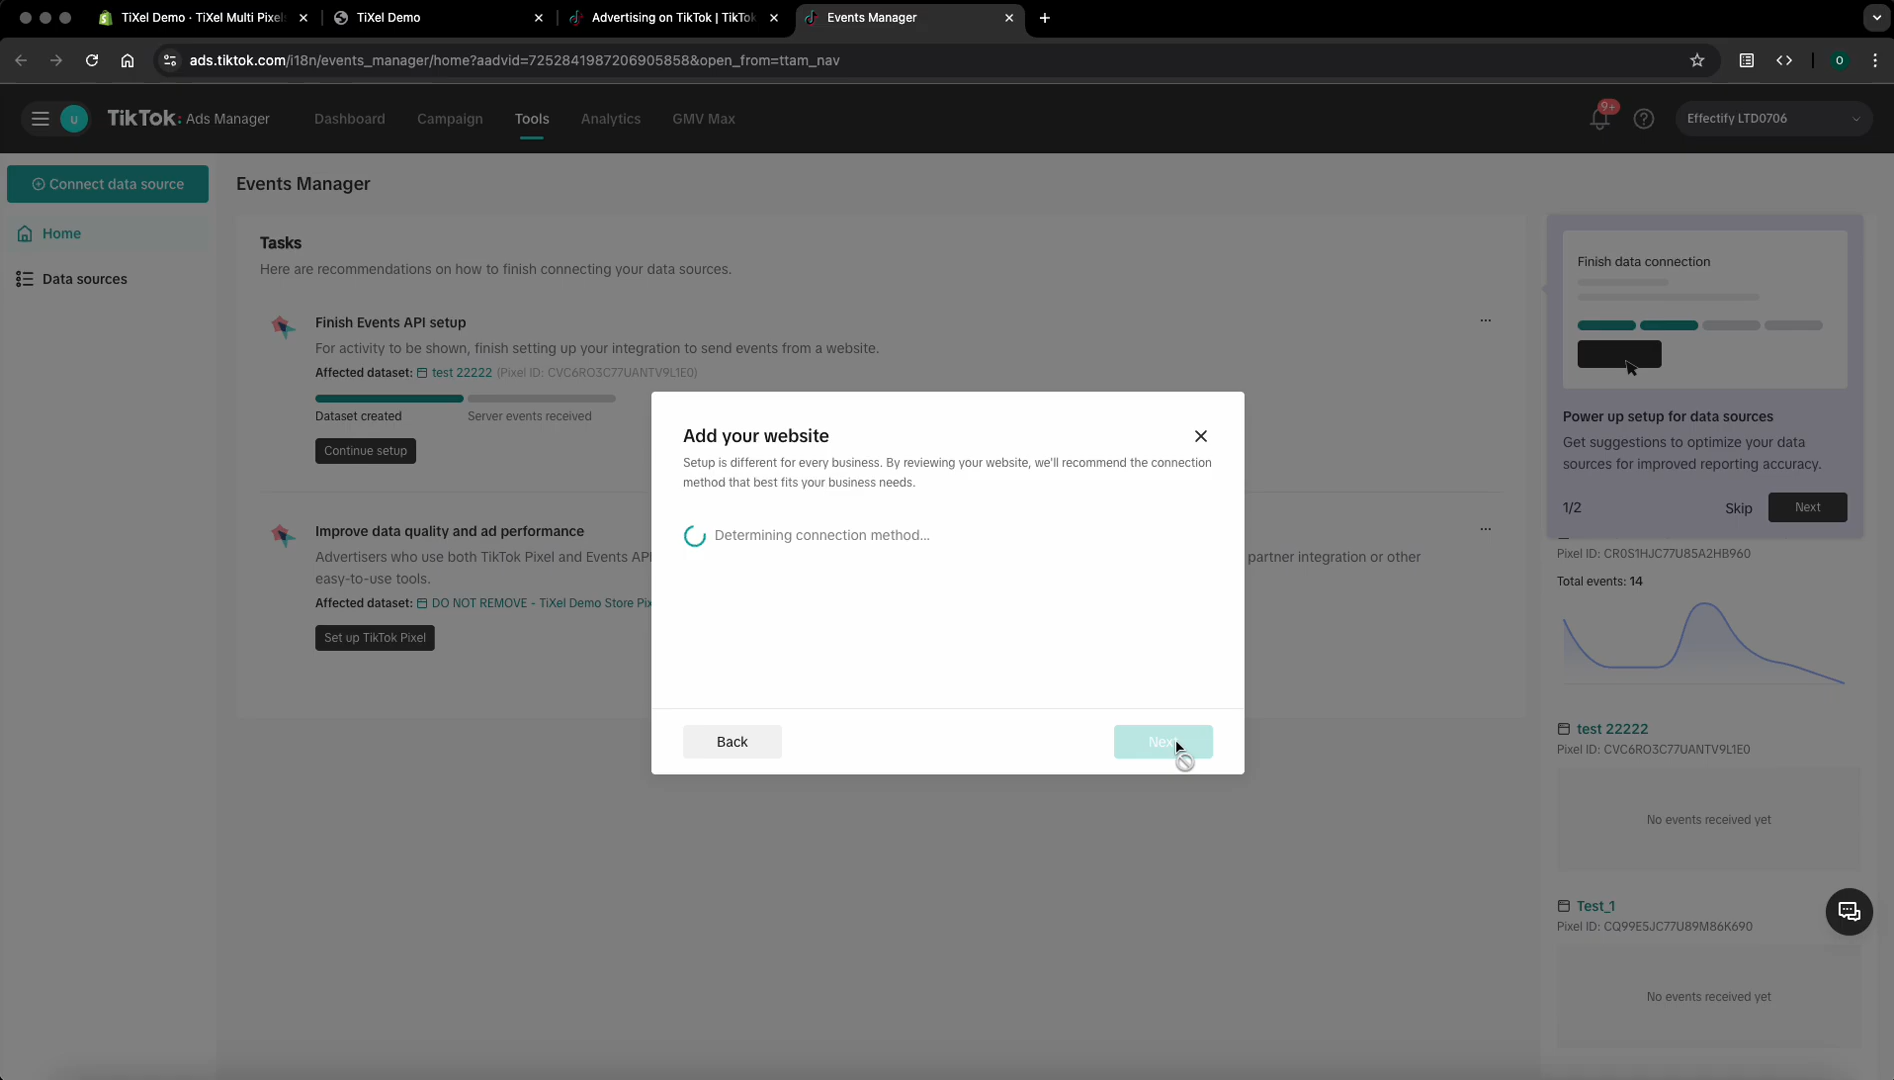 TiXel Demo · TiXel Multi Pixels
TiXel Demo
Advertising on TikTok | TikTok
Events Manager
ads.tiktok.com/i18n/events_manager/home?aadvid=7252841987206905858&open_from=ttam_nav
O
u
TikTok: Ads Manager
Dashboard
Campaign
Tools
Analytics
GMV Max
9+
Effectify LTD0706
Connect data source
Home
Data sources
Events Manager
Tasks
Here are recommendations on how to finish connecting your data sources.
Finish Events API setup
For activity to be shown, finish setting up your integration to send events from a website.
Affected dataset: test 22222 (Pixel ID: CVC6RO3C77UANTV9L1E0)
Dataset created
Server events received
Continue setup
Improve data quality and ad performance
Advertisers who use both TikTok Pixel and Events API
partner integration or other
easy-to-use tools.
Affected dataset: DO NOT REMOVE - TiXel Demo Store Pix
Set up TikTok Pixel
Add your website
Setup is different for every business. By reviewing your website, we'll recommend the connection
method that best fits your business needs.
Determining connection method...
Back
Next
Finish data connection
Power up setup for data sources
Get suggestions to optimize your data
sources for improved reporting accuracy.
1/2
Skip
Next
Pixel ID: CR0S1HJC77U85A2HB960
Total events: 14
test 22222
Pixel ID: CVC6RO3C77UANTV9L1E0
No events received yet
Test_1
Pixel ID: CQ99E5JC77U89M86K690
No events received yet